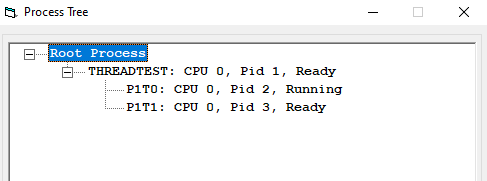 Process Tree
Root Process
THREADTEST: CPU 0, Pid 1, Ready
P1T0: CPU 0, Pid 2, Running
P1T1: CPU 0, Pid 3, Ready